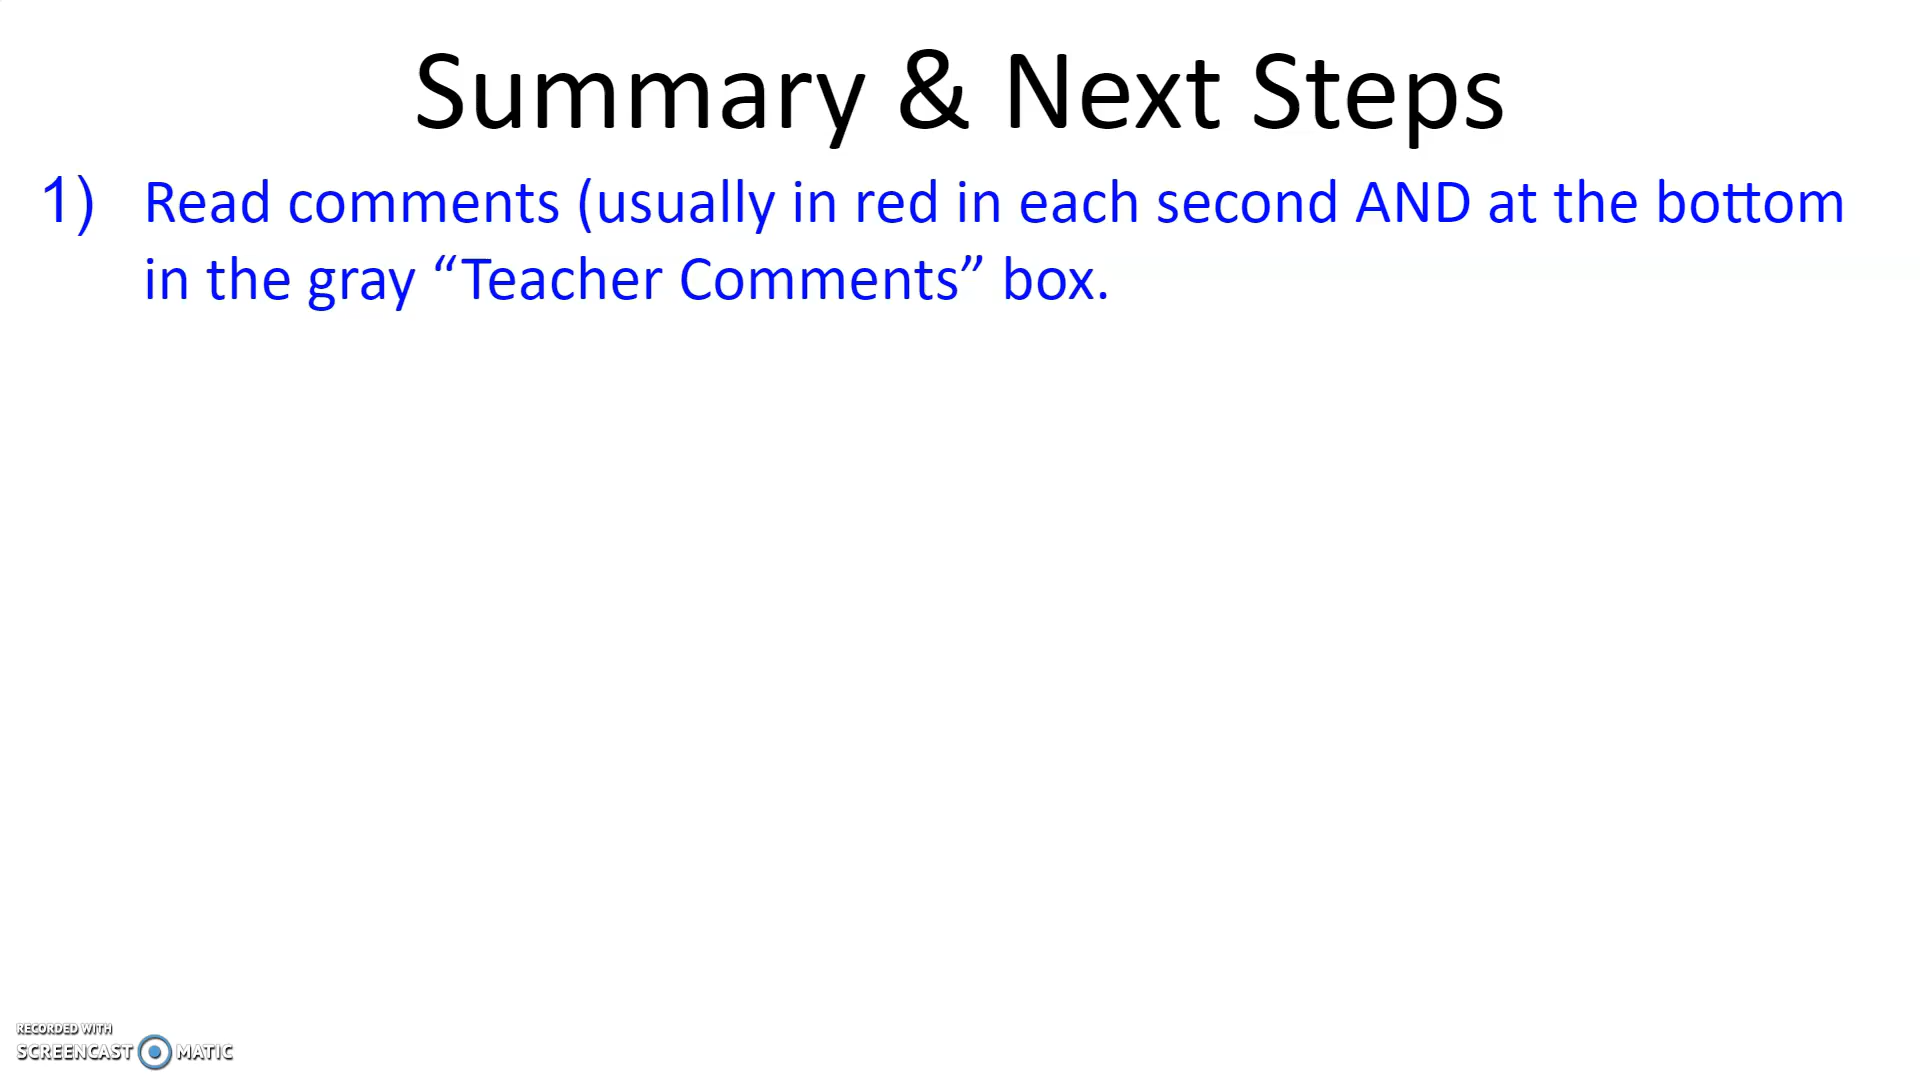 Summary & Next Steps
1) Read comments (usually in red in each second AND at the bottom
in the gray “Teacher Comments” box.
RECORDED WITH
SCREENCAST MATIC